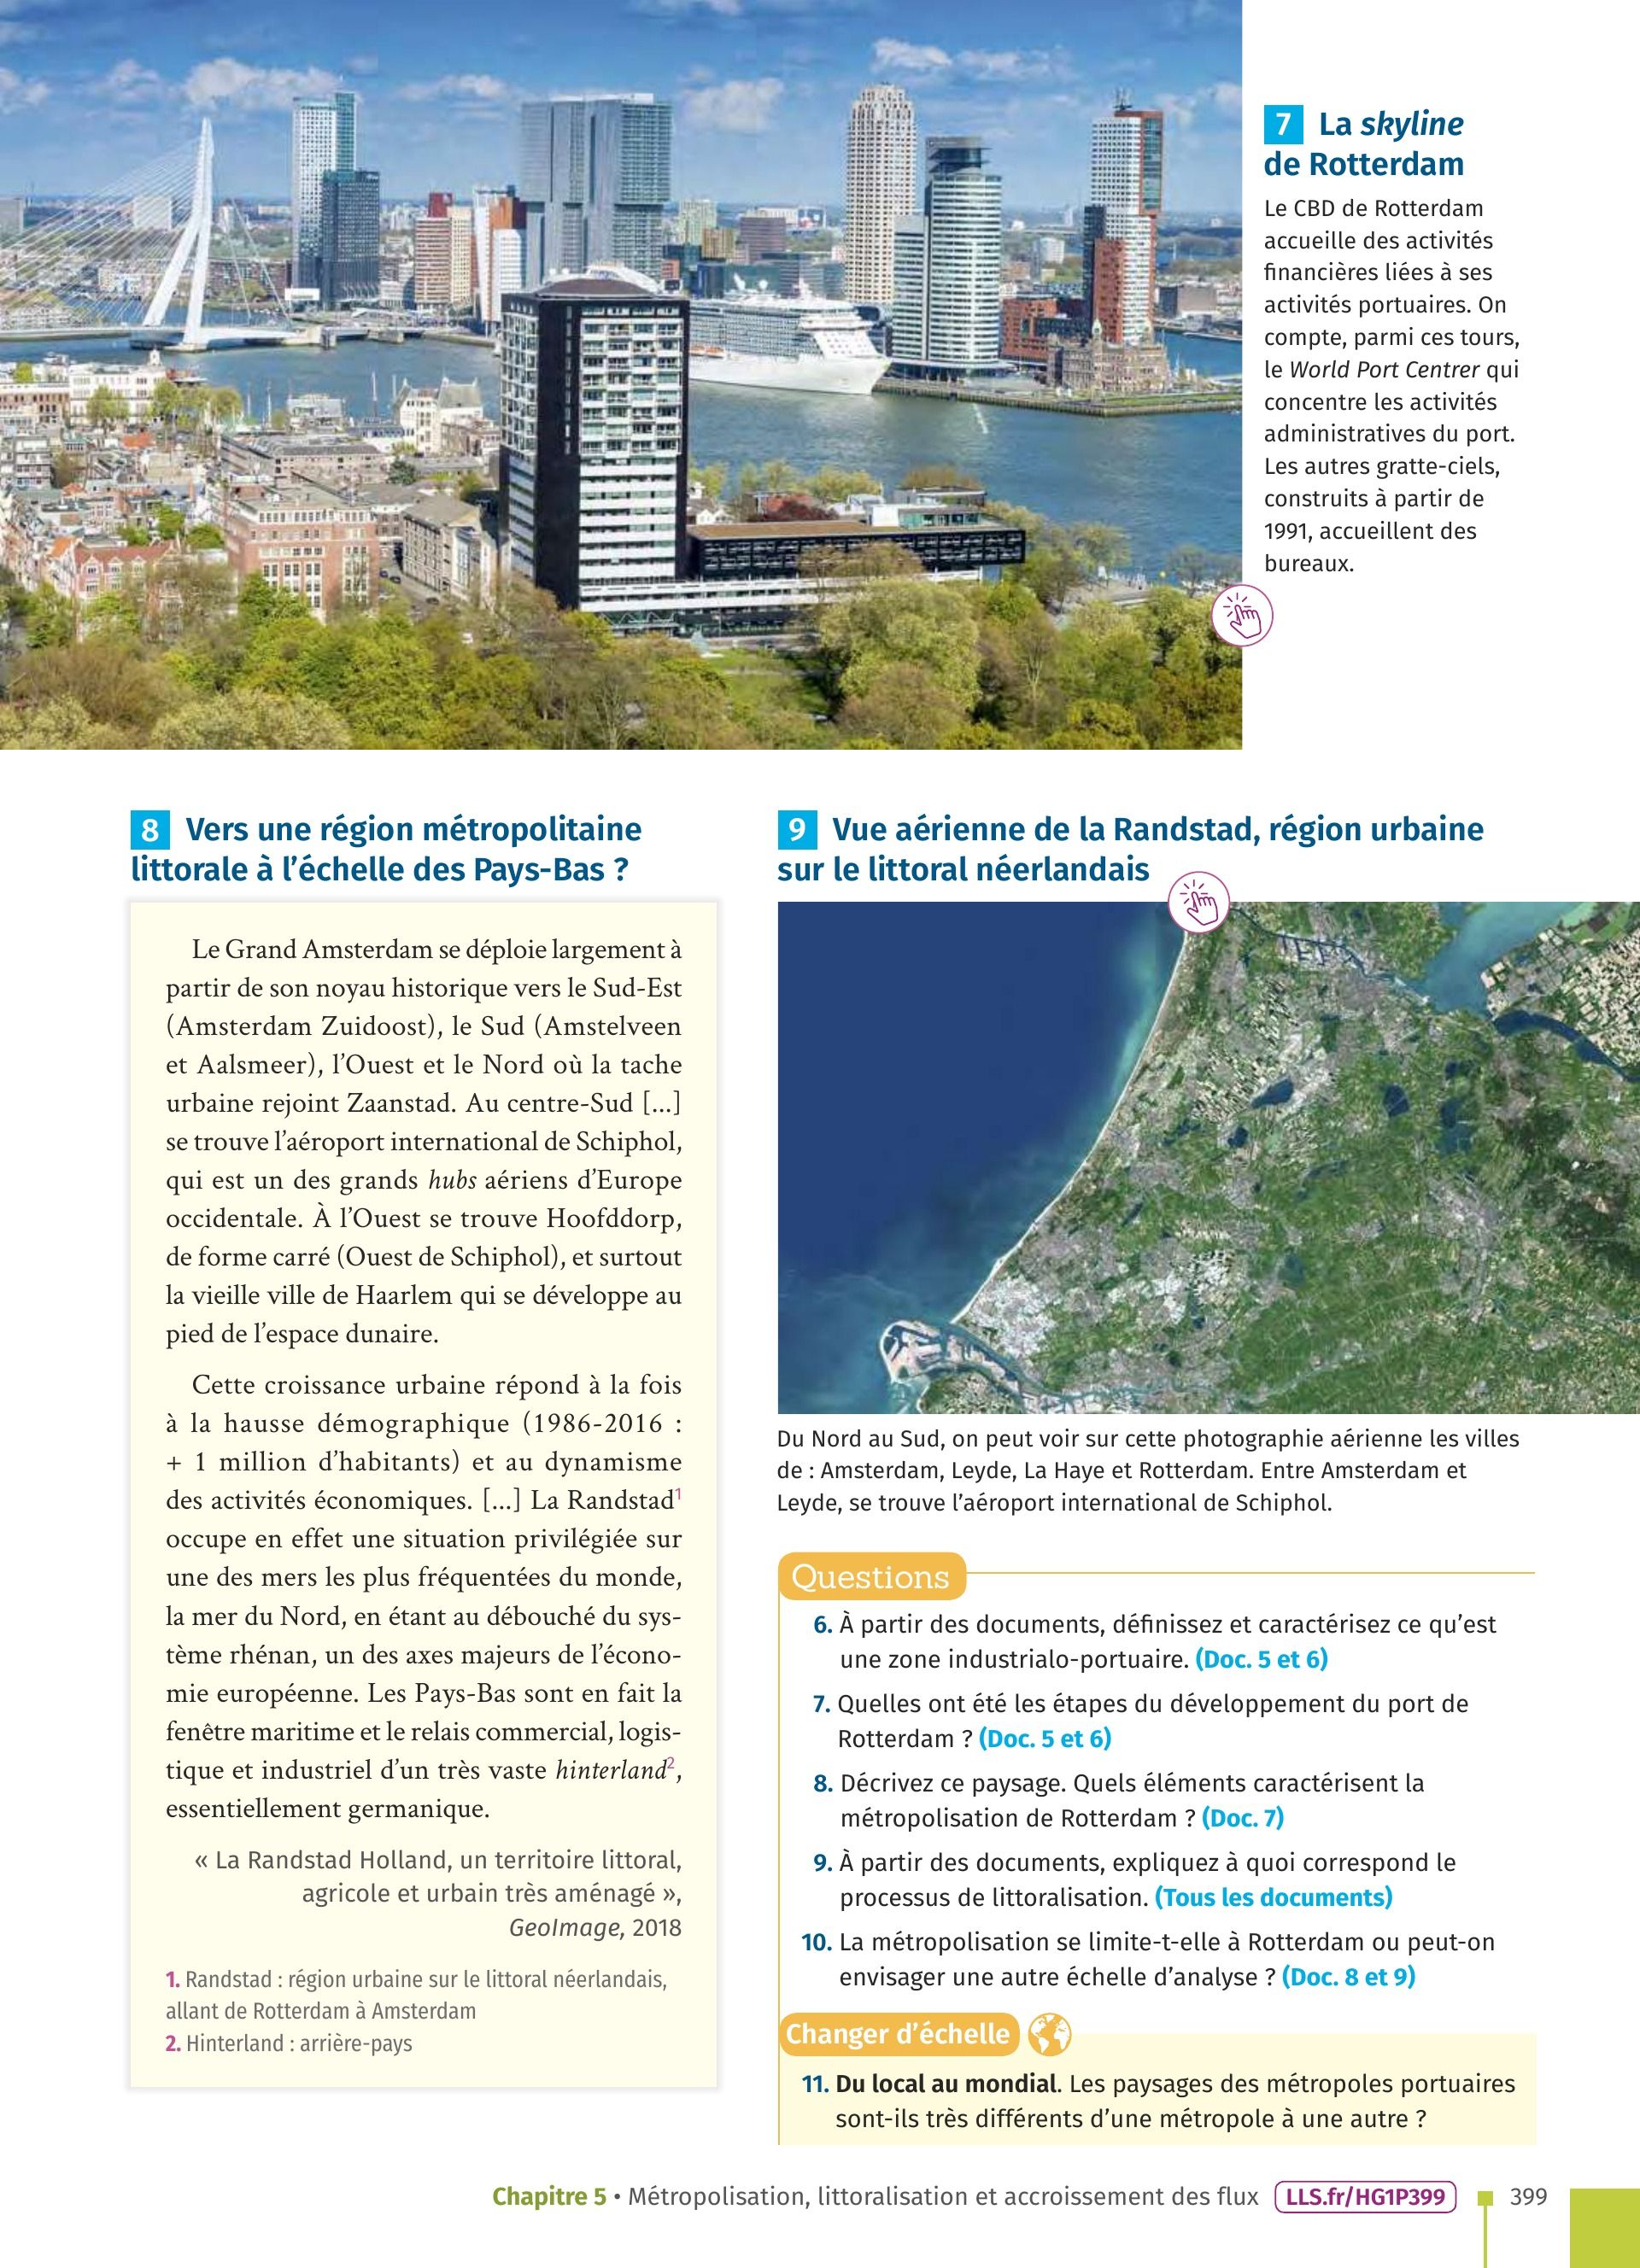 7 La skyline
de Rotterdam
Le CBD de Rotterdam
accueille des activités
financières liées à ses
activités portuaires. On
compte, parmi ces tours,
le World Port Centrer qui
concentre les activités
administratives du port.
Les autres gratte-ciels,
construits à partir de
1991, accueillent des
bureaux.
8 Vers une région métropolitaine
littorale à l’échelle des Pays-Bas ?
Le Grand Amsterdam se déploie largement à
partir de son noyau historique vers le Sud-Est
(Amsterdam Zuidoost), le Sud (Amstelveen
et Aalsmeer), l’Ouest et le Nord où la tache
urbaine rejoint Zaanstad. Au centre-Sud [...]
se trouve l’aéroport international de Schiphol,
qui est un des grands hubs aériens d’Europe
occidentale. À l’Ouest se trouve Hoofddorp,
de forme carré (Ouest de Schiphol), et surtout
la vieille ville de Haarlem qui se développe au
pied de l’espace dunaire.
Cette croissance urbaine répond à la fois
à la hausse démographique (1986-2016 :
+ 1 million d’habitants) et au dynamisme
des activités économiques. [...] La Randstad1
occupe en effet une situation privilégiée sur
une des mers les plus fréquentées du monde,
la mer du Nord, en étant au débouché du sys-
tème rhénan, un des axes majeurs de l’écono-
mie européenne. Les Pays-Bas sont en fait la
fenêtre maritime et le relais commercial, logis-
tique et industriel d’un très vaste hinterland2,
essentiellement germanique.
« La Randstad Holland, un territoire littoral,
agricole et urbain très aménagé »,
GeoImage, 2018
1. Randstad : région urbaine sur le littoral néerlandais,
allant de Rotterdam à Amsterdam
2. Hinterland : arrière-pays
9 Vue aérienne de la Randstad, région urbaine
sur le littoral néerlandais
Du Nord au Sud, on peut voir sur cette photographie aérienne les villes
de : Amsterdam, Leyde, La Haye et Rotterdam. Entre Amsterdam et
Leyde, se trouve l’aéroport international de Schiphol.
Questions
6. À partir des documents, définissez et caractérisez ce qu’est
une zone industrialo-portuaire. (Doc. 5 et 6)
7. Quelles ont été les étapes du développement du port de
Rotterdam ? (Doc. 5 et 6)
8. Décrivez ce paysage. Quels éléments caractérisent la
métropolisation de Rotterdam ? (Doc. 7)
9. À partir des documents, expliquez à quoi correspond le
processus de littoralisation. (Tous les documents)
10. La métropolisation se limite-t-elle à Rotterdam ou peut-on
envisager une autre échelle d’analyse ? (Doc. 8 et 9)
Changer d’échelle
11. Du local au mondial. Les paysages des métropoles portuaires
sont-ils très différents d’une métropole à une autre ?
Chapitre 5 • Métropolisation, littoralisation et accroissement des flux LLS.fr/HG1P399 399